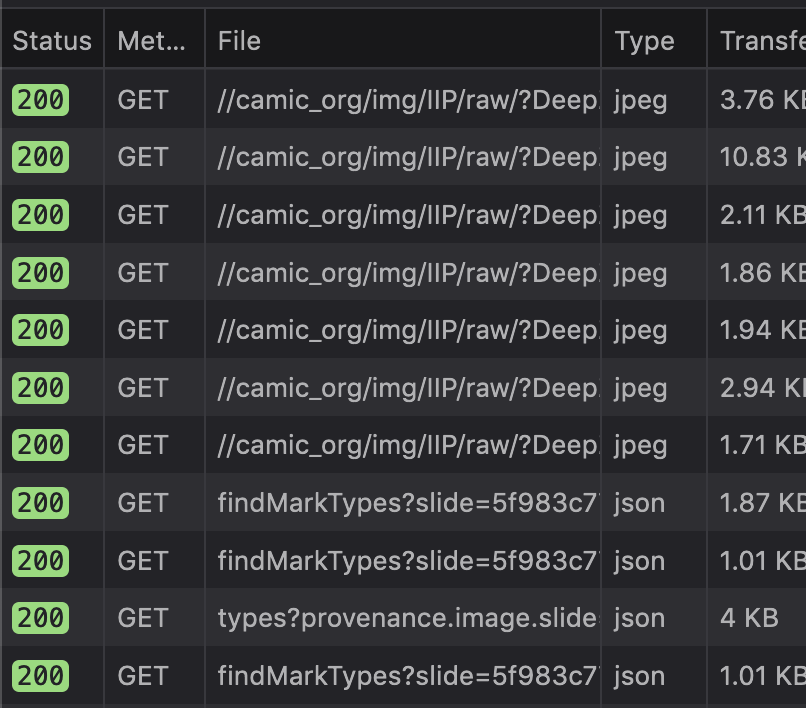 Status Met... File Type Transfe
200 GET //camic_org/img/IIP/raw/?Deep jpeg 3.76 KB
200 GET //camic_org/img/IIP/raw/?Deep jpeg 10.83 K
200 GET //camic_org/img/IIP/raw/?Deep jpeg 2.11 KB
200 GET //camic_org/img/IIP/raw/?Deep jpeg 1.86 KB
200 GET //camic_org/img/IIP/raw/?Deep jpeg 1.94 KB
200 GET //camic_org/img/IIP/raw/?Deep jpeg 2.94 KB
200 GET //camic_org/img/IIP/raw/?Deep jpeg 1.71 KB
200 GET findMarkTypes?slide=5f983c7 json 1.87 KB
200 GET findMarkTypes?slide=5f983c7 json 1.01 KB
200 GET types?provenance.image.slide json 4 KB
200 GET findMarkTypes?slide=5f983c7 json 1.01 KB